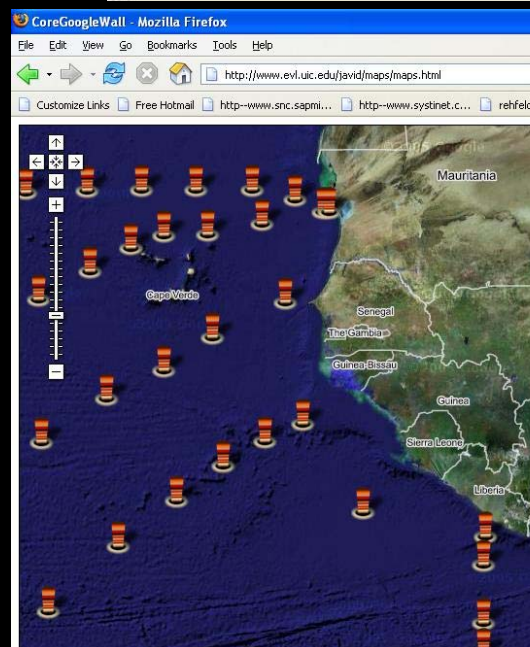 CoreGoogleWall - Mozilla Firefox
File Edit View Go Bookmarks Tools Help
http://www.evl.uic.edu/javid/maps/maps.html
Customize Links Free Hotmail http--www.snc.sapmi... http--www.systinet.c... rehfeld
Mauritania
Cape Verde
Senegal
The Gambia
Guinea-Bissau
Guinea
Sierra Leone
Liberia